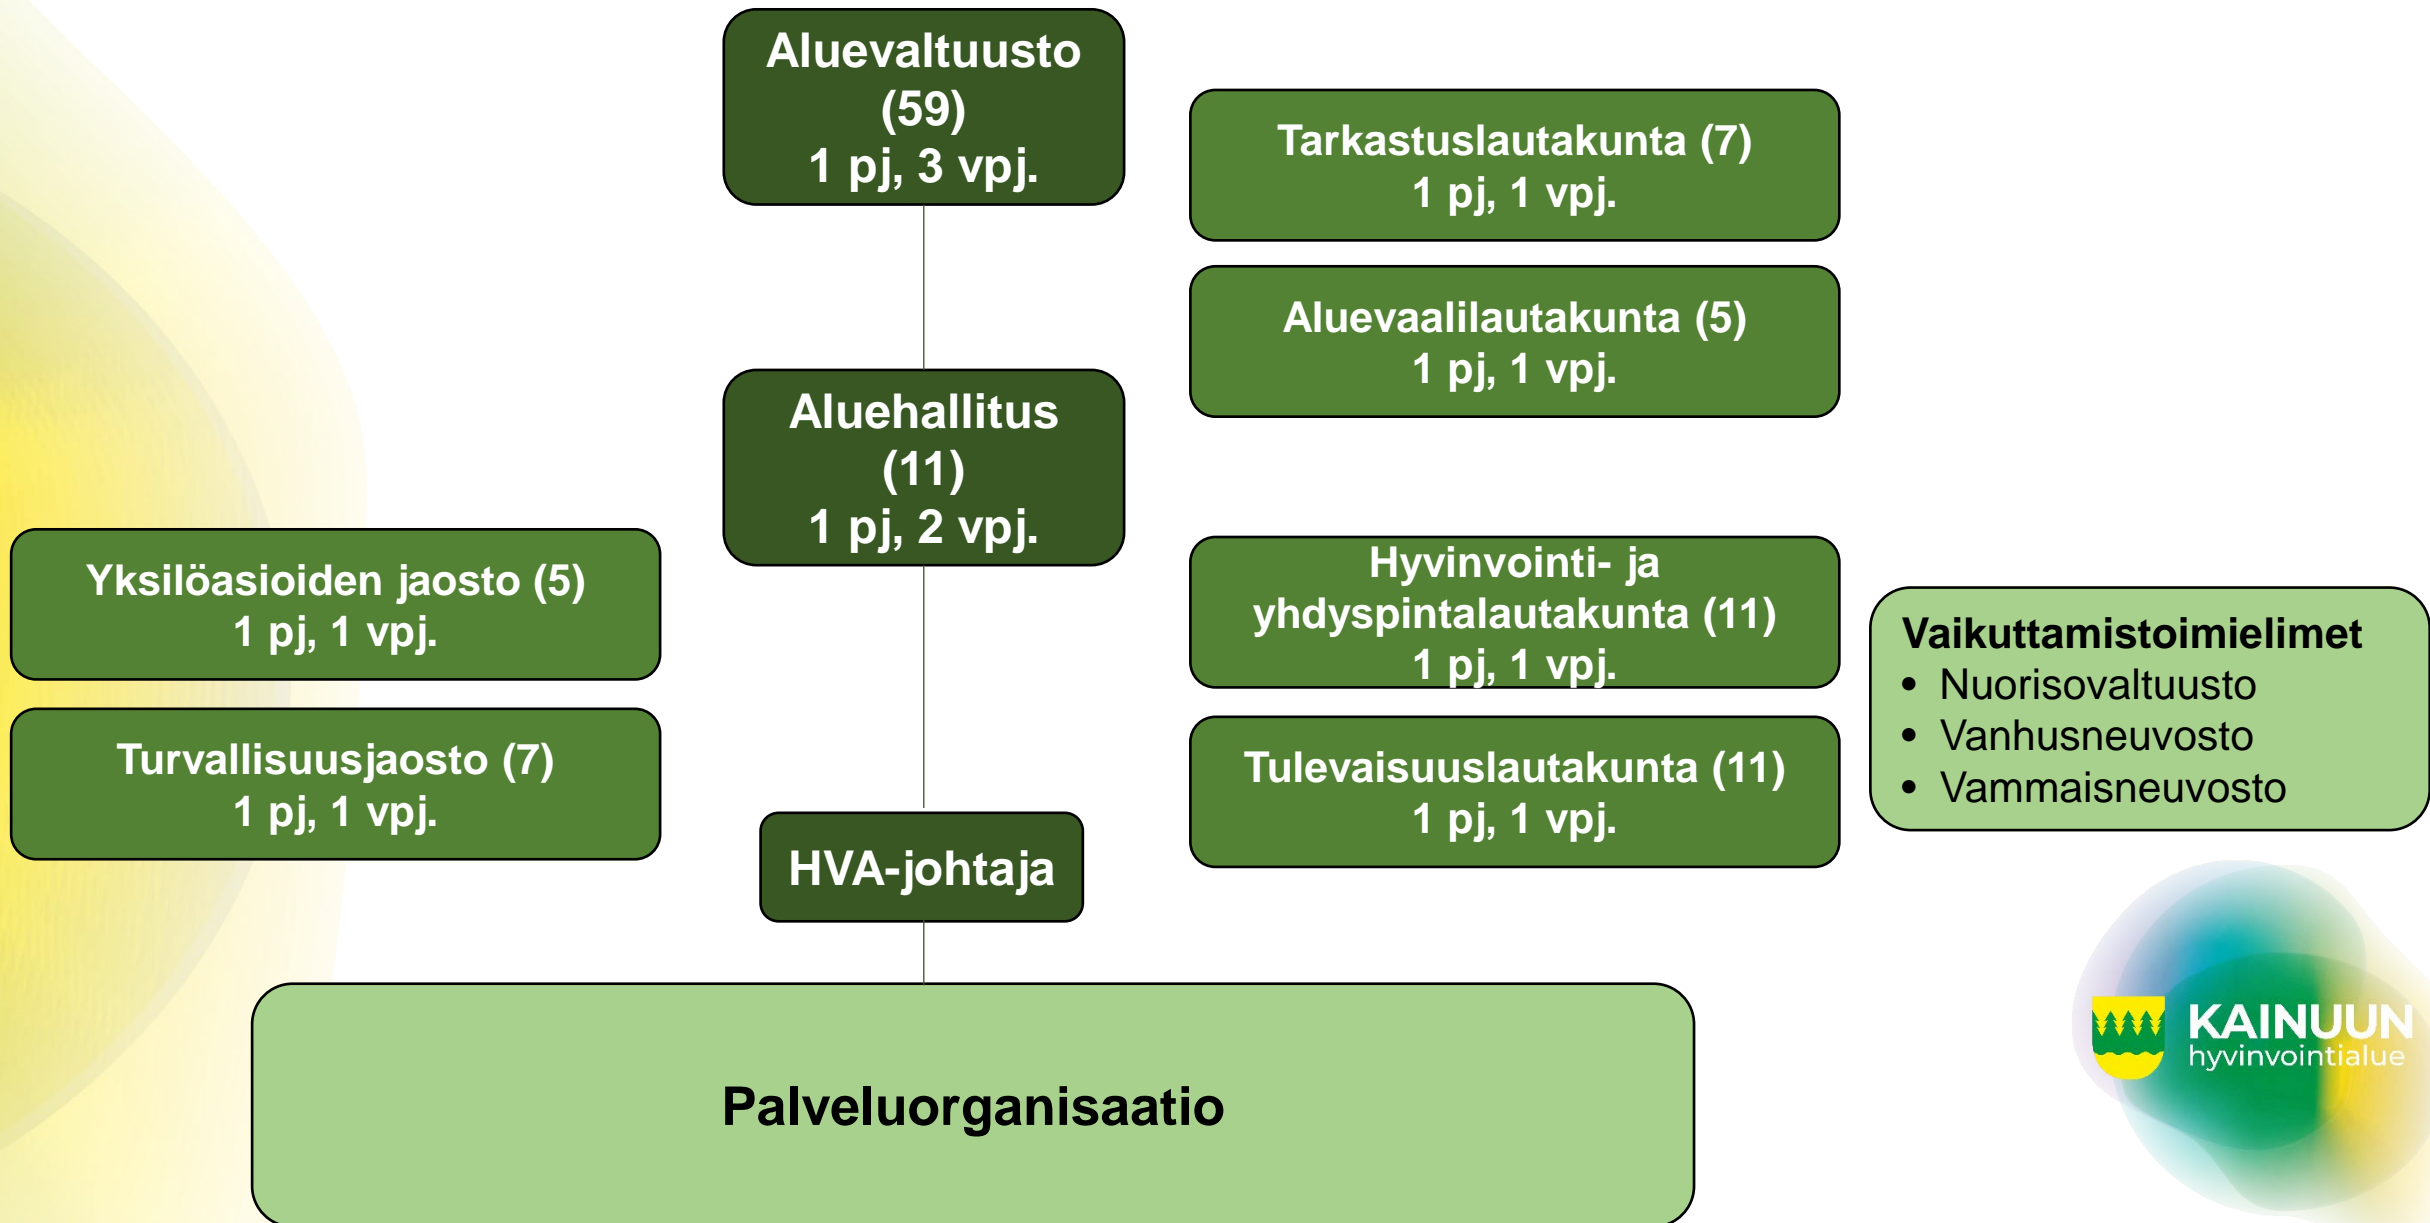 Aluevaltuusto
(59)
1 pj, 3 vpj.
Tarkastuslautakunta (7)
1 pj, 1 vpj.
Aluevaalilautakunta (5)
1 pj, 1 vpj.
Aluehallitus
(11)
1 pj, 2 vpj.
Yksilöasioiden jaosto (5)
1 pj, 1 vpj.
Turvallisuusjaosto (7)
1 pj, 1 vpj.
Hyvinvointi- ja
yhdyspintalautakunta (11)
1 pj, 1 vpj.
Tulevaisuuslautakunta (11)
1 pj, 1 vpj.
Vaikuttamistoimielimet
• Nuorisovaltuusto
• Vanhusneuvosto
• Vammaisneuvosto
HVA-johtaja
Palveluorganisaatio
KAINUUN
hyvinvointialue